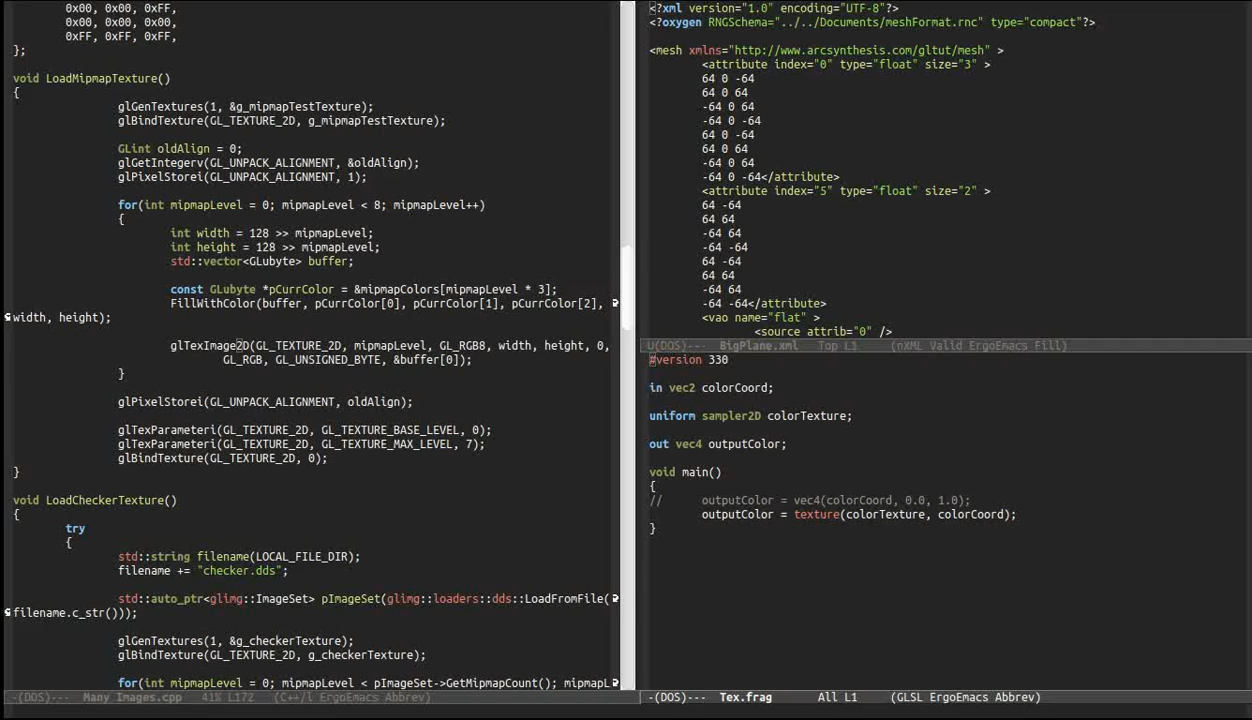 0x00, 0x00, 0xFF,
0x00, 0x00, 0x00,
0xFF, 0xFF, 0xFF,
};
void LoadMipmapTexture()
{
glGenTextures(1, &g_mipmapTestTexture);
glBindTexture(GL_TEXTURE_2D, g_mipmapTestTexture);
GLint oldAlign = 0;
glGetIntegerv(GL_UNPACK_ALIGNMENT, &oldAlign);
glPixelStorei(GL_UNPACK_ALIGNMENT, 1);
for(int mipmapLevel = 0; mipmapLevel < 8; mipmapLevel++)
{
int width = 128 >> mipmapLevel;
int height = 128 >> mipmapLevel;
std::vector<GLubyte> buffer;
const GLubyte *pCurrColor = &mipmapColors[mipmapLevel * 3];
FillWithColor(buffer, pCurrColor[0], pCurrColor[1], pCurrColor[2],
width, height);
glTexImage2D(GL_TEXTURE_2D, mipmapLevel, GL_RGB8, width, height, 0,
GL_RGB, GL_UNSIGNED_BYTE, &buffer[0]);
}
glPixelStorei(GL_UNPACK_ALIGNMENT, oldAlign);
glTexParameteri(GL_TEXTURE_2D, GL_TEXTURE_BASE_LEVEL, 0);
glTexParameteri(GL_TEXTURE_2D, GL_TEXTURE_MAX_LEVEL, 7);
glBindTexture(GL_TEXTURE_2D, 0);
}
void LoadCheckerTexture()
{
try
{
std::string filename(LOCAL_FILE_DIR);
filename += "checker.dds";
std::auto_ptr<glimg::ImageSet> pImageSet(glimg::loaders::dds::LoadFromFile(
filename.c_str()));
glGenTextures(1, &g_checkerTexture);
glBindTexture(GL_TEXTURE_2D, g_checkerTexture);
for(int mipmapLevel = 0; mipmapLevel < pImageSet->GetMipmapCount(); mipmapL
-(DOS)--- Many Images.cpp 41% L172 (C++/l ErgoEmacs Abbrev)
<?xml version="1.0" encoding="UTF-8"?>
<?oxygen RNGSchema="../../Documents/meshFormat.rnc" type="compact"?>
<mesh xmlns="http://www.arcsynthesis.com/gltut/mesh" >
<attribute index="0" type="float" size="3" >
64 0 -64
64 0 64
-64 0 64
-64 0 -64
64 0 -64
64 0 64
-64 0 64
-64 0 -64</attribute>
<attribute index="5" type="float" size="2" >
64 -64
64 64
-64 64
-64 -64
64 -64
64 64
-64 64
-64 -64</attribute>
<vao name="flat" >
<source attrib="0" />
U(DOS)--- BigPlane.xml Top L1 (nXML Valid ErgoEmacs Fill)
#version 330
in vec2 colorCoord;
uniform sampler2D colorTexture;
out vec4 outputColor;
void main()
{
// outputColor = vec4(colorCoord, 0.0, 1.0);
outputColor = texture(colorTexture, colorCoord);
}
-(DOS)--- Tex.frag All L1 (GLSL ErgoEmacs Abbrev)